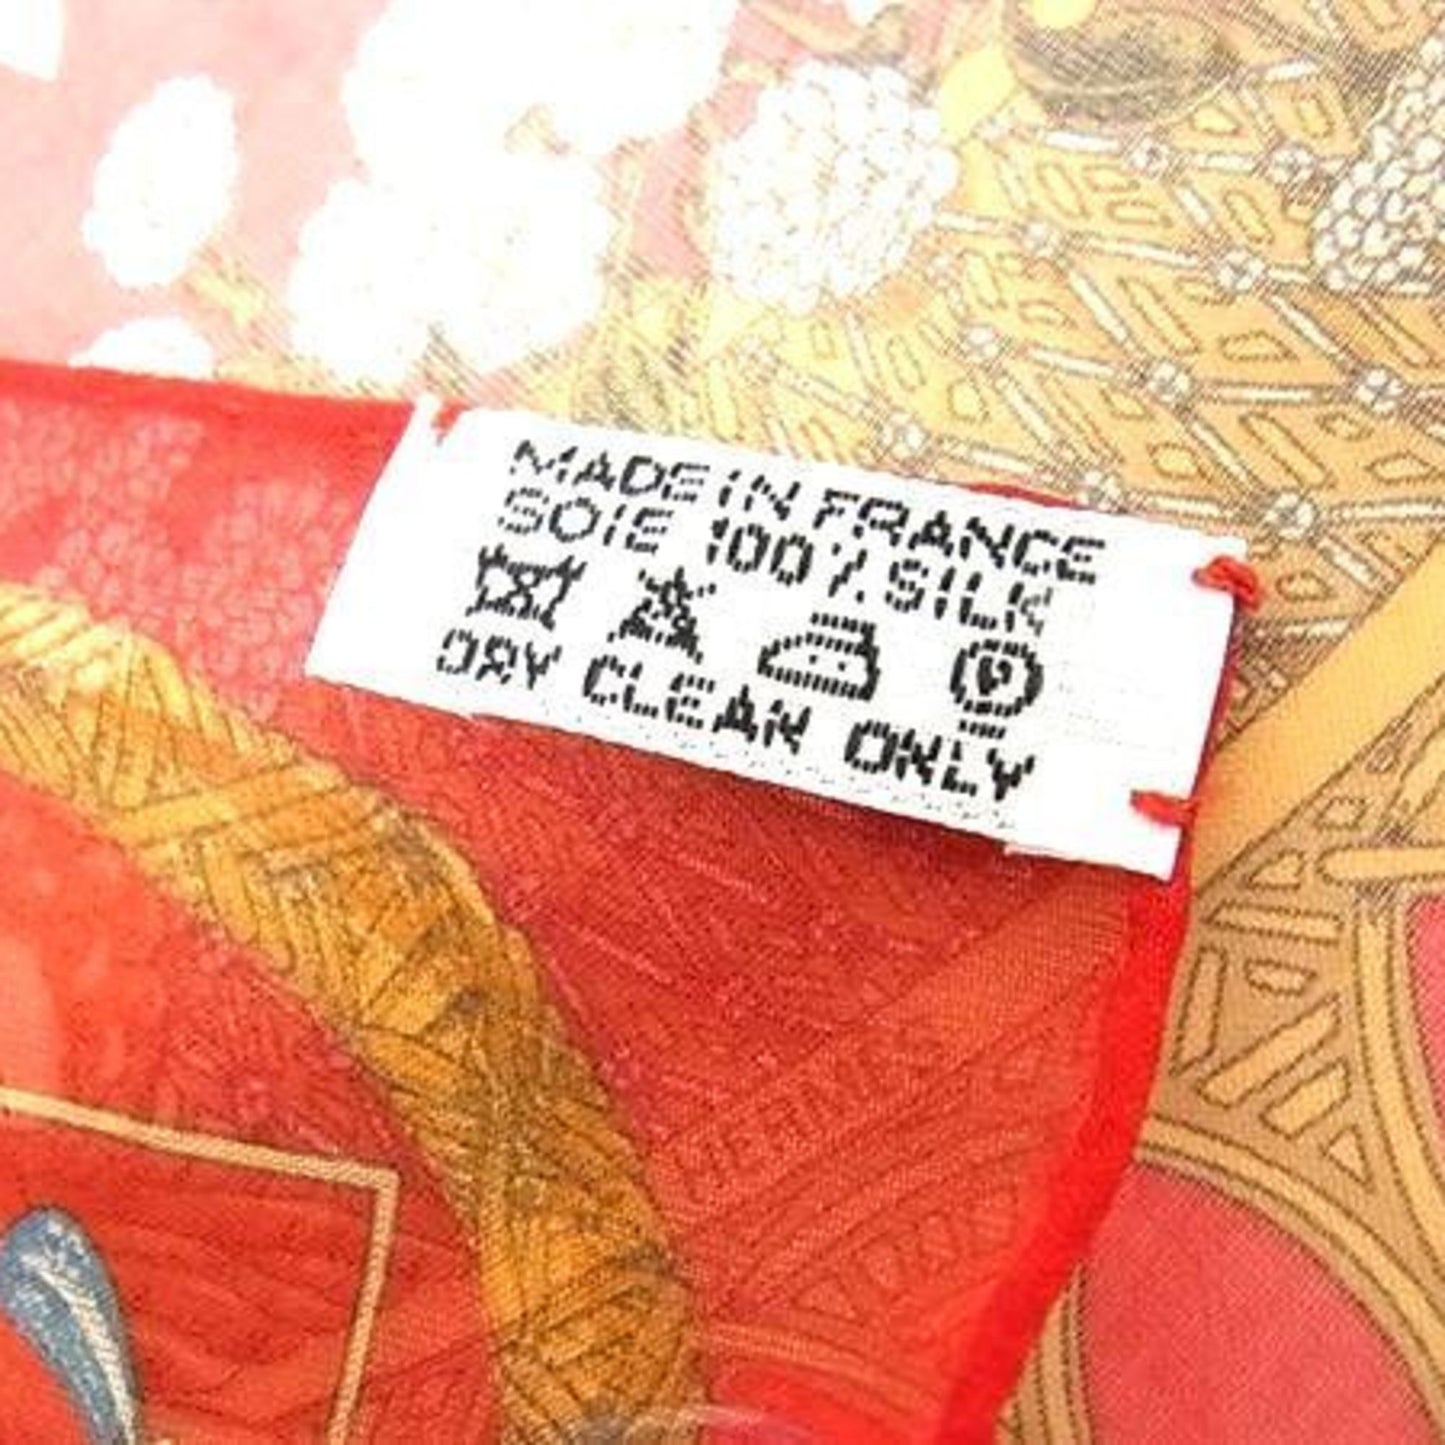 MADE IN FRANCE
SOIE 100% SILK
P
DRY CLEAN ONLY